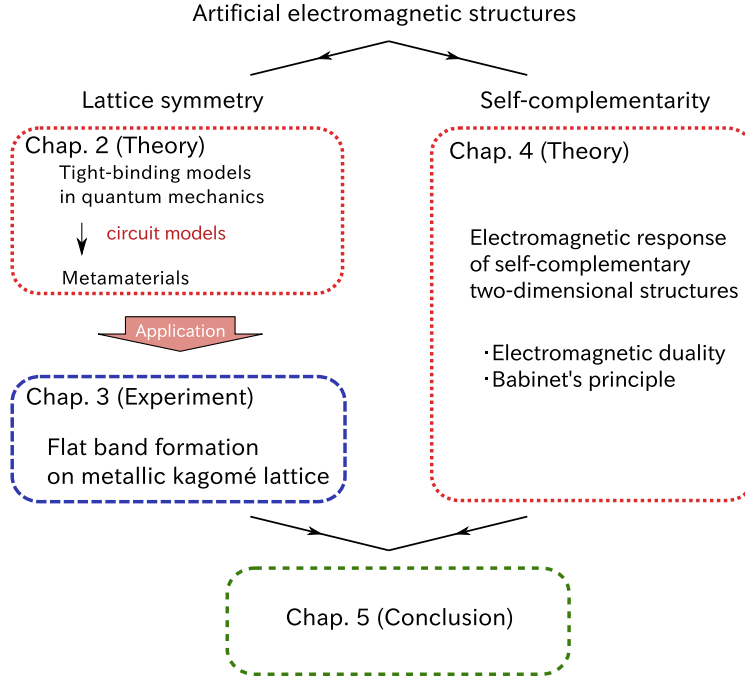 Artificial electromagnetic structures
Lattice symmetry
Chap. 2 (Theory)
Tight-binding models
in quantum mechanics
circuit models
Metamaterials
Application
Chap. 3 (Experiment)
Flat band formation
on metallic kagomé lattice
Self-complementarity
Chap. 4 (Theory)
Electromagnetic response
of self-complementary
two-dimensional structures
・Electromagnetic duality
・Babinet's principle
Chap. 5 (Conclusion)